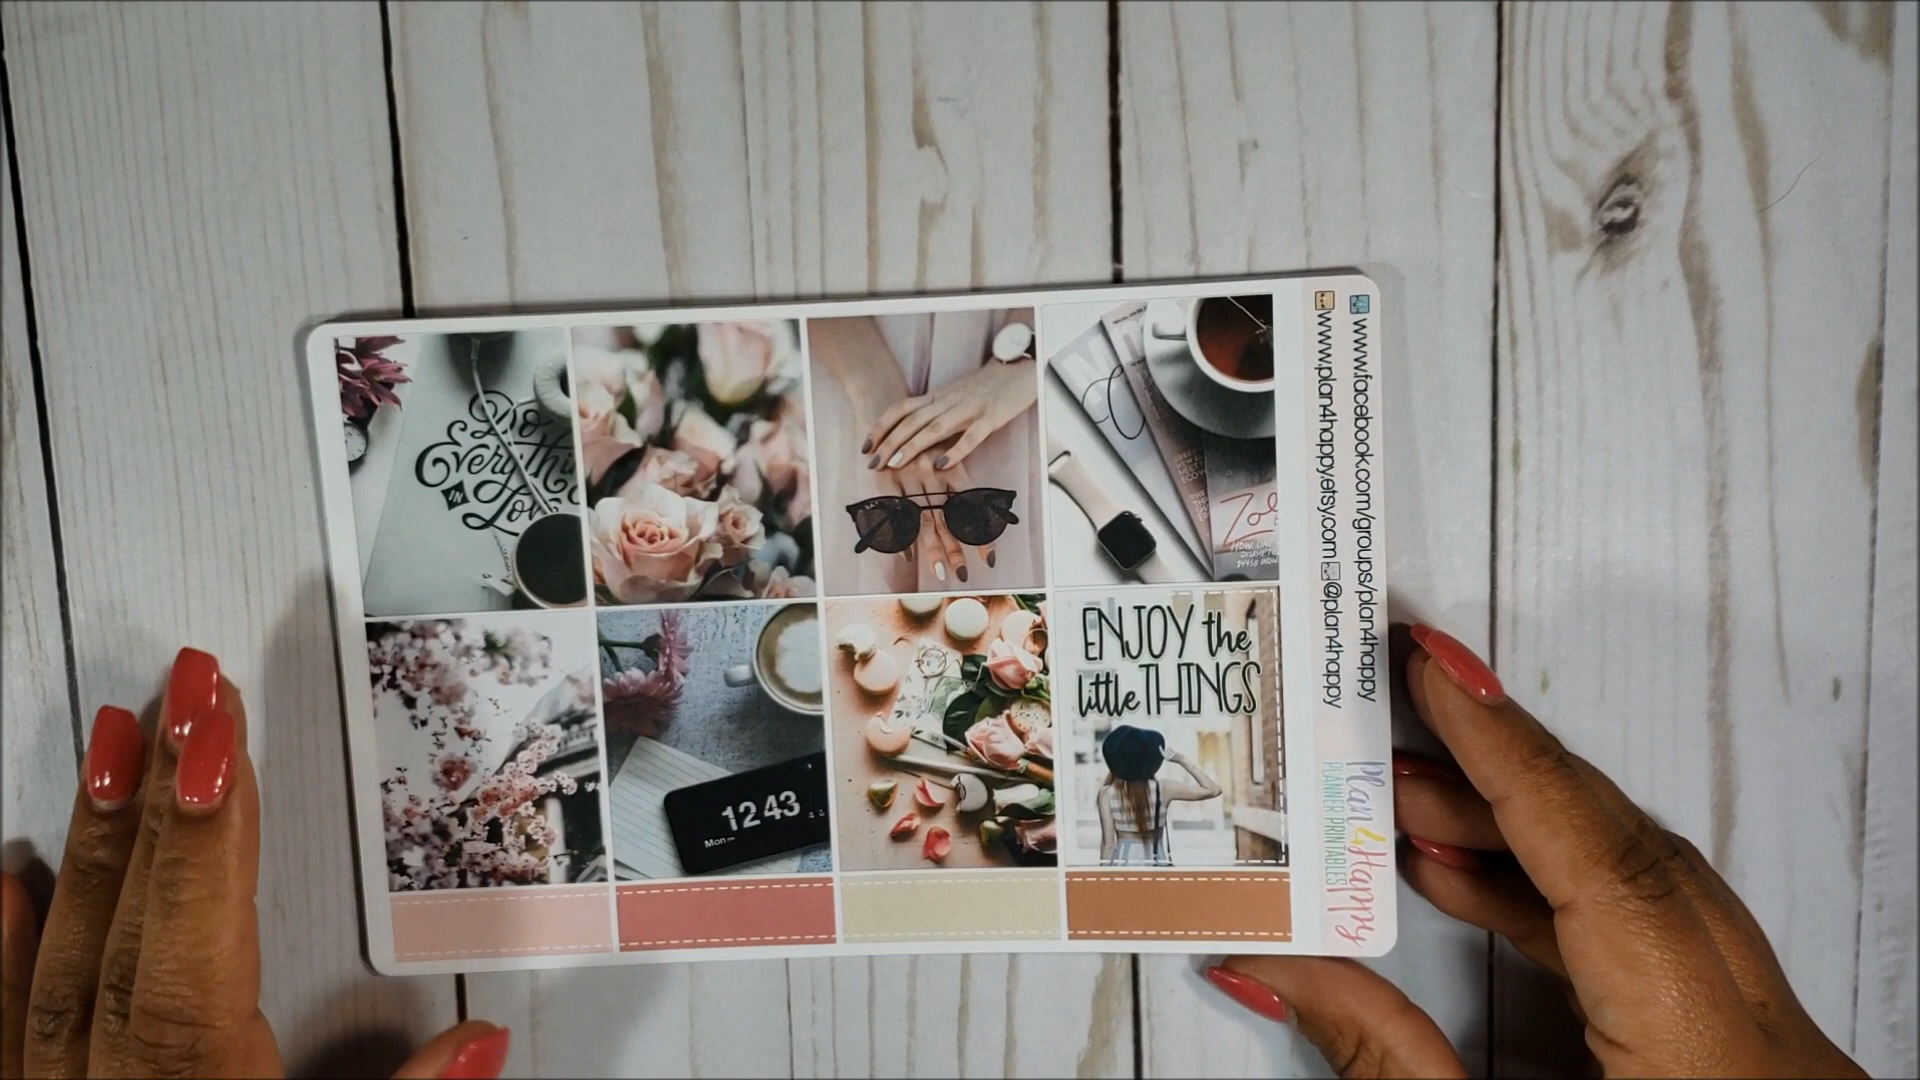 Do
Everything
IN
Love
ENJOY the
little THINGS
12 43
Mon
www.facebook.com/groups/plan4happy
www.plan4happy.etsy.com @plan4happy
plan4Happy
PLANNER PRINTABLES